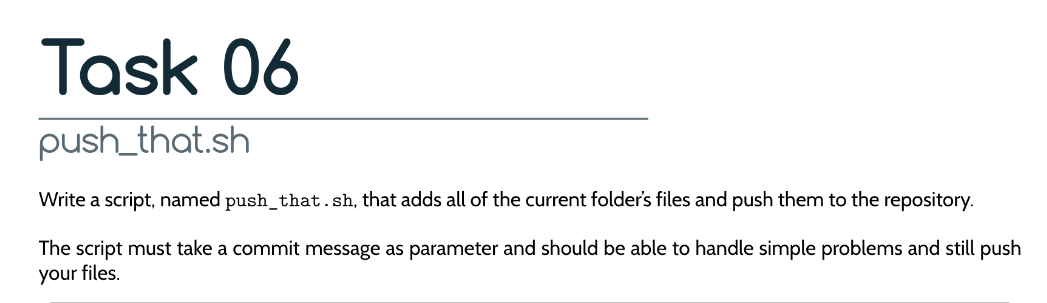 Task 06
push_that.sh
Write a script, named push_that.sh, that adds all of the current folder’s files and push them to the repository.
The script must take a commit message as parameter and should be able to handle simple problems and still push
your files.